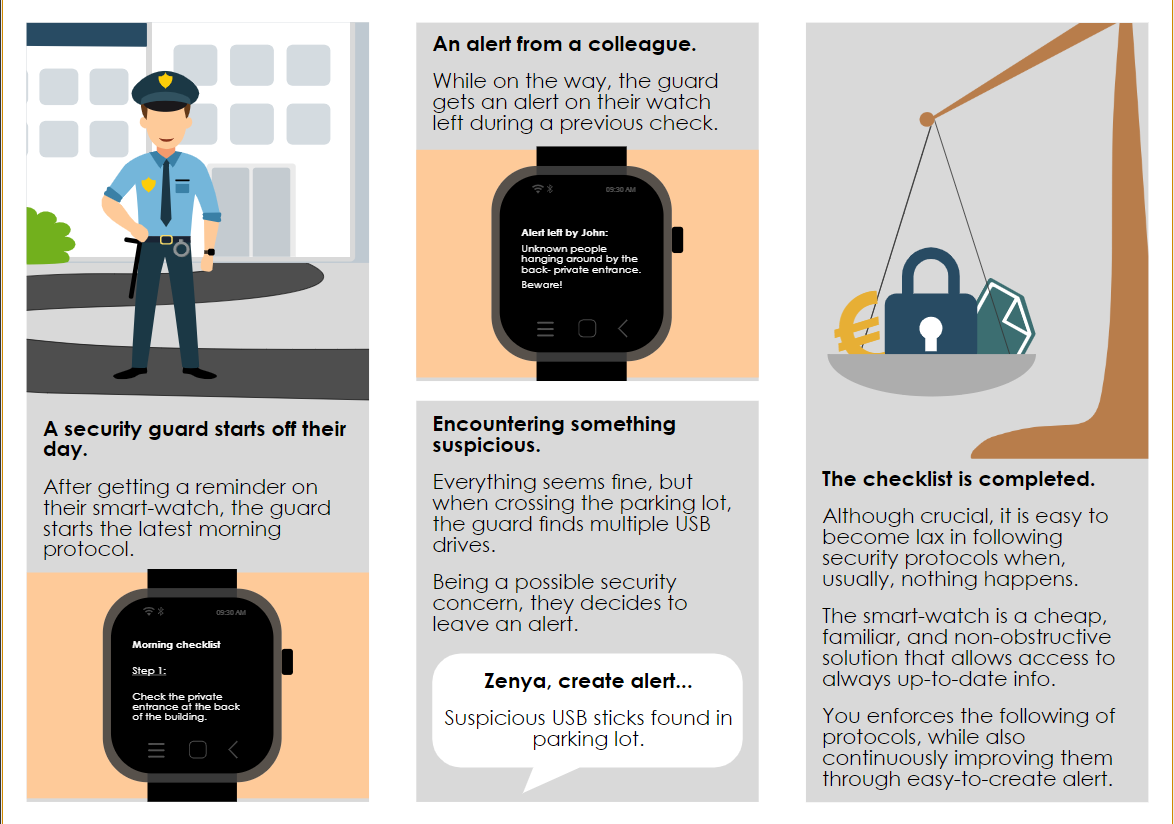 A security guard starts off their
day.
After getting a reminder on
their smart-watch, the guard
starts the latest morning
protocol.
09:30 AM
Morning checklist
Step 1:
Check the private
entrance at the back
of the building.
An alert from a colleague.
While on the way, the guard
gets an alert on their watch
left during a previous check.
09:30 AM
Alert left by John:
Unknown people
hanging around by the
back- private entrance.
Beware!
Encountering something
suspicious.
Everything seems fine, but
when crossing the parking lot,
the guard finds multiple USB
drives.
Being a possible security
concern, they decides to
leave an alert.
Zenya, create alert...
Suspicious USB sticks found in
parking lot.
€
The checklist is completed.
Although crucial, it is easy to
become lax in following
security protocols when,
usually, nothing happens.
The smart-watch is a cheap,
familiar, and non-obstructive
solution that allows access to
always up-to-date info.
You enforces the following of
protocols, while also
continuously improving them
through easy-to-create alert.